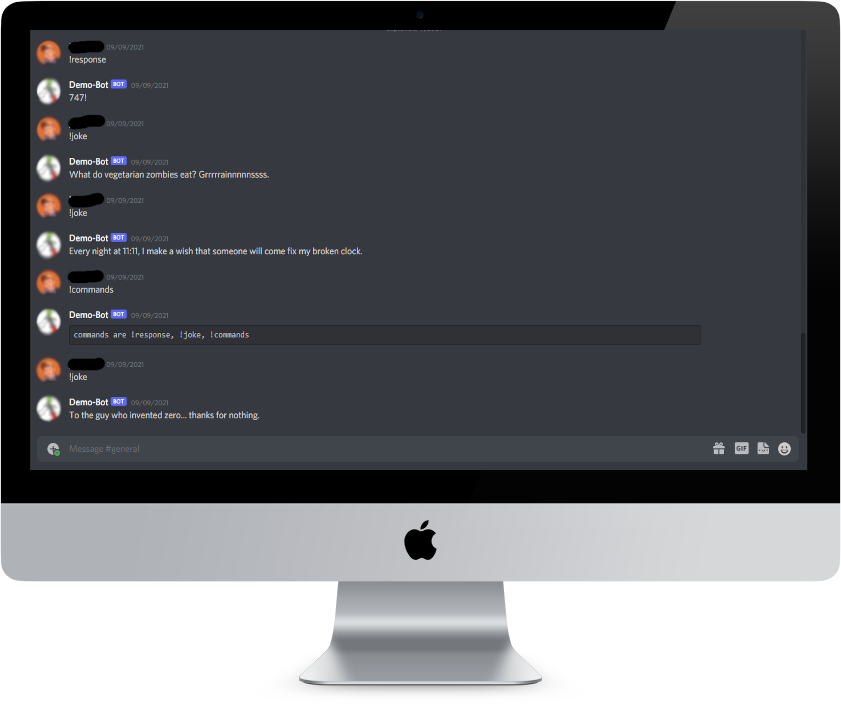 09/09/2021
!response
Demo-Bot BOT 09/09/2021
747!
09/09/2021
!joke
Demo-Bot BOT 09/09/2021
What do vegetarian zombies eat? Grrrrrainnnnnssss.
09/09/2021
!joke
Demo-Bot BOT 09/09/2021
Every night at 11:11, I make a wish that someone will come fix my broken clock.
09/09/2021
!commands
Demo-Bot BOT 09/09/2021
commands are !response, !joke, !commands
09/09/2021
!joke
Demo-Bot BOT 09/09/2021
To the guy who invented zero... thanks for nothing.
Message #general
GIF